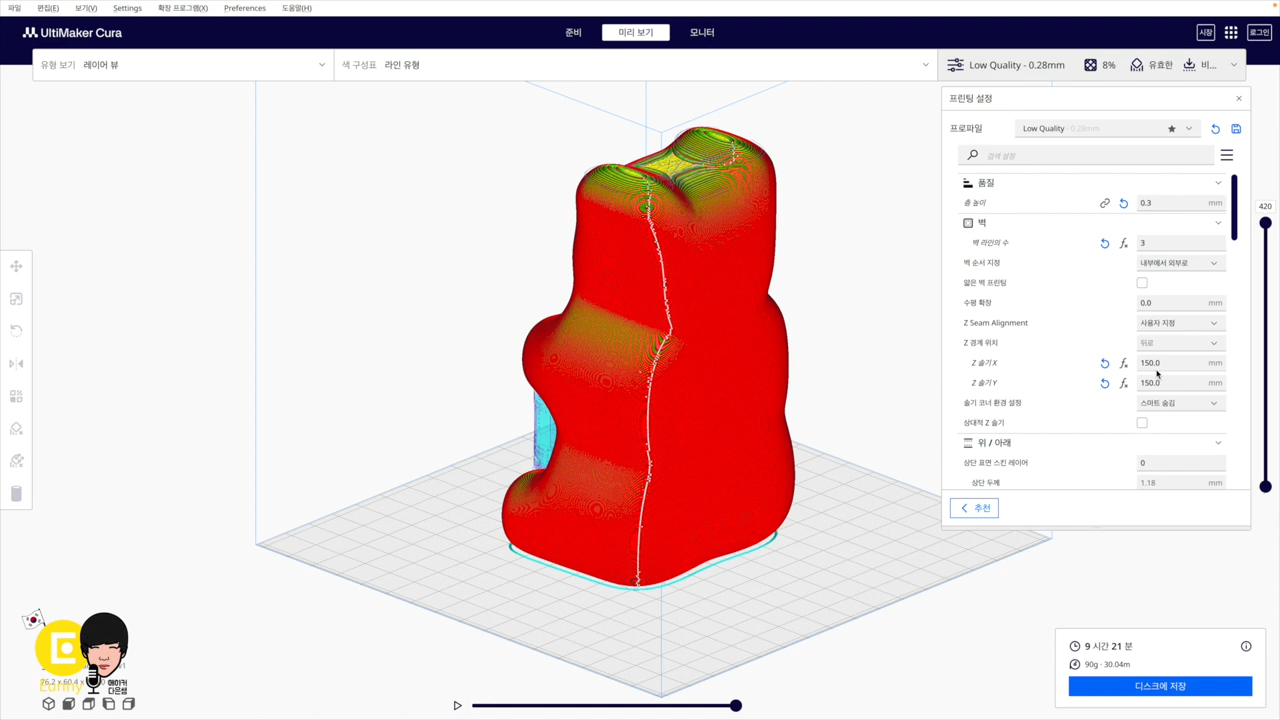 파일 편집(E) 보기(V) Settings 확장 프로그램(X) Preferences 도움말(H)
UltiMaker Cura 준비 미리 보기 모니터 시장 로그인
유형 보기 레이어 뷰 색 구성표 라인 유형 Low Quality - 0.28mm 8% 유효한 비...
프린팅 설정
프로파일 Low Quality - 0.28mm
검색 설정
품질
층 높이 0.3 mm
벽
벽 라인의 수 3
벽 순서 지정 내부에서 외부로
얇은 벽 프린팅
수평 확장 0.0 mm
Z Seam Alignment 사용자 지정
Z 경계 위치 뒤로
Z 솔기 X 150.0 mm
Z 솔기 Y 150.0 mm
솔기 코너 환경 설정 스마트 숨김
상대적 Z 솔기
위 / 아래
상단 표면 스킨 레이어 0
상단 두께 1.18 mm
추천
420
9 시간 21 분
90g · 30.04m
디스크에 저장
메이커
다은쌤